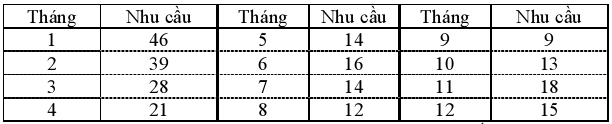 Tháng Nhu cầu Tháng Nhu cầu Tháng Nhu cầu
1 46 5 14 9 9
2 39 6 16 10 13
3 28 7 14 11 18
4 21 8 12 12 15